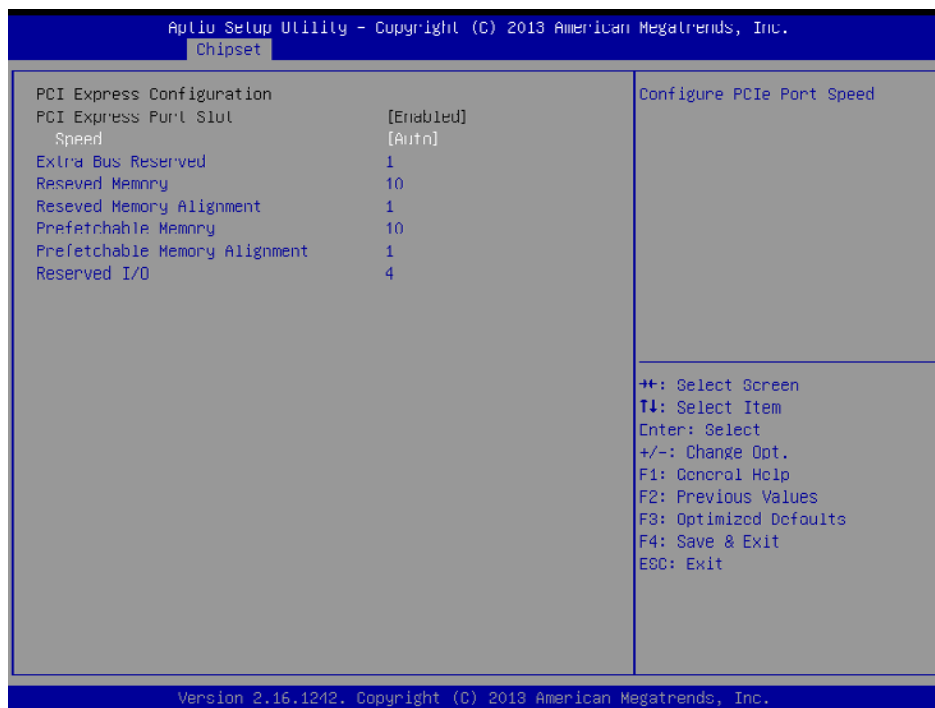 Aptio Setup Utility – Copyright (C) 2013 American Megatrends, Inc.
Chipset
PCI Express Configuration
PCI Express Port Slot [Enabled]
Speed [Auto]
Extra Bus Reserved 1
Reseved Memory 10
Reseved Memory Alignment 1
Prefetchable Memory 10
Prefetchable Memory Alignment 1
Reserved I/O 4
Configure PCIe Port Speed
→←: Select Screen
↑↓: Select Item
Enter: Select
+/-: Change Opt.
F1: General Help
F2: Previous Values
F3: Optimized Defaults
F4: Save & Exit
ESC: Exit
Version 2.16.1242. Copyright (C) 2013 American Megatrends, Inc.